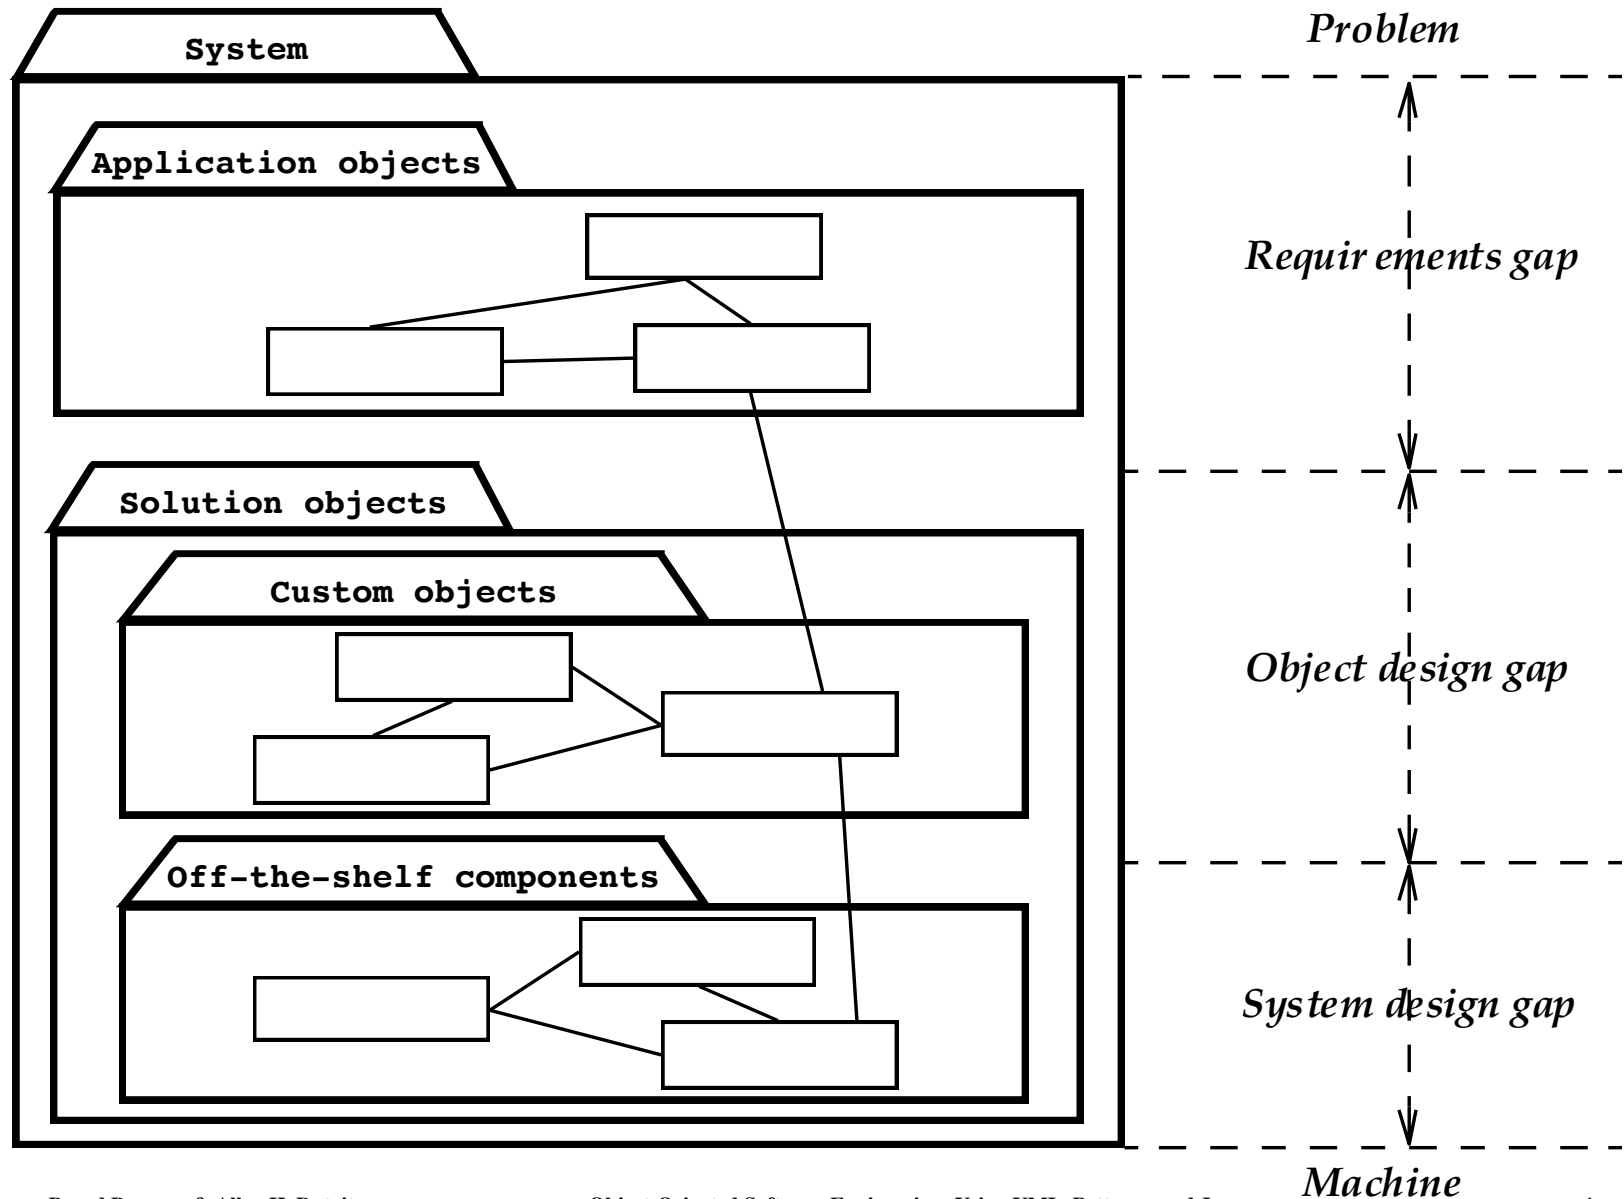 System
Problem
Application objects
Requirements gap
Solution objects
Custom objects
Object design gap
Off-the-shelf components
System design gap
Machine